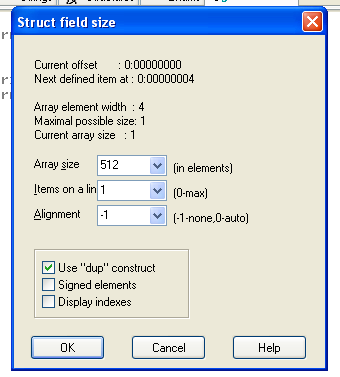 Struct field size
Current offset : 0:00000000
Next defined item at : 0:00000004
Array element width : 4
Maximal possible size: 1
Current array size : 1
Array size 512 (in elements)
Items on a lin 1 (0-max)
Alignment -1 (-1-none,0-auto)
Use "dup" construct
Signed elements
Display indexes
OK Cancel Help